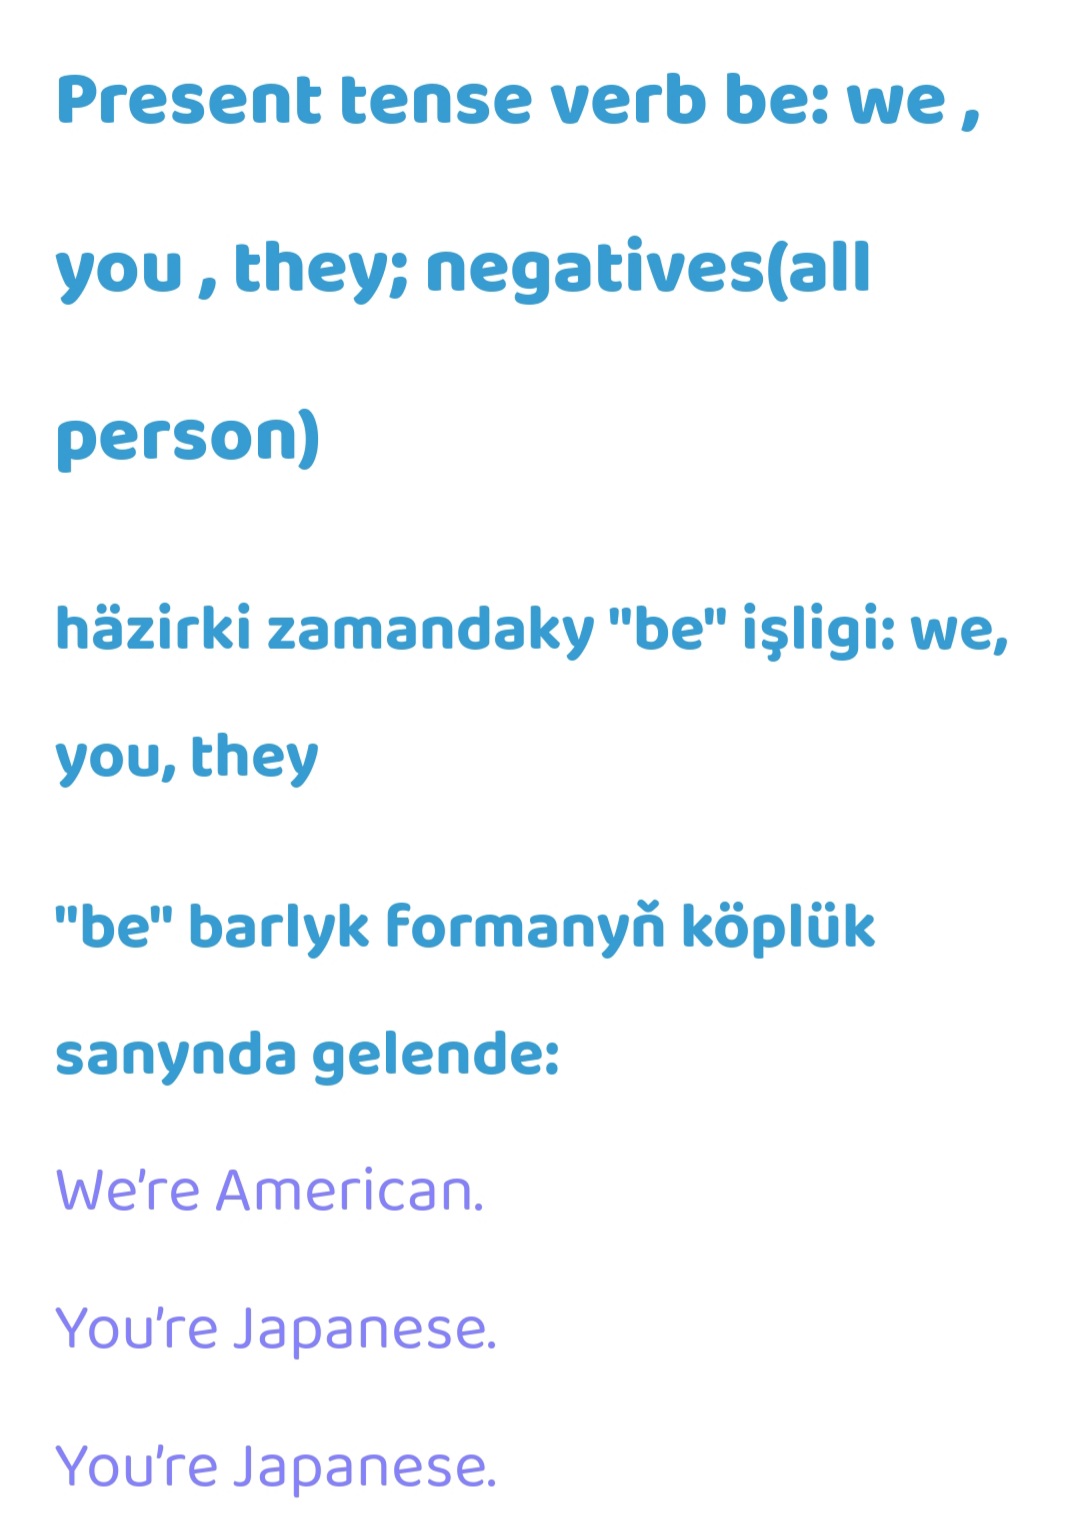 Present tense verb be: we ,
you , they; negatives(all
person)
häzirki zamandaky "be" işligi: we,
you, they
"be" barlyk formanyň köplük
sanynda gelende:
We’re American.
You’re Japanese.
You’re Japanese.